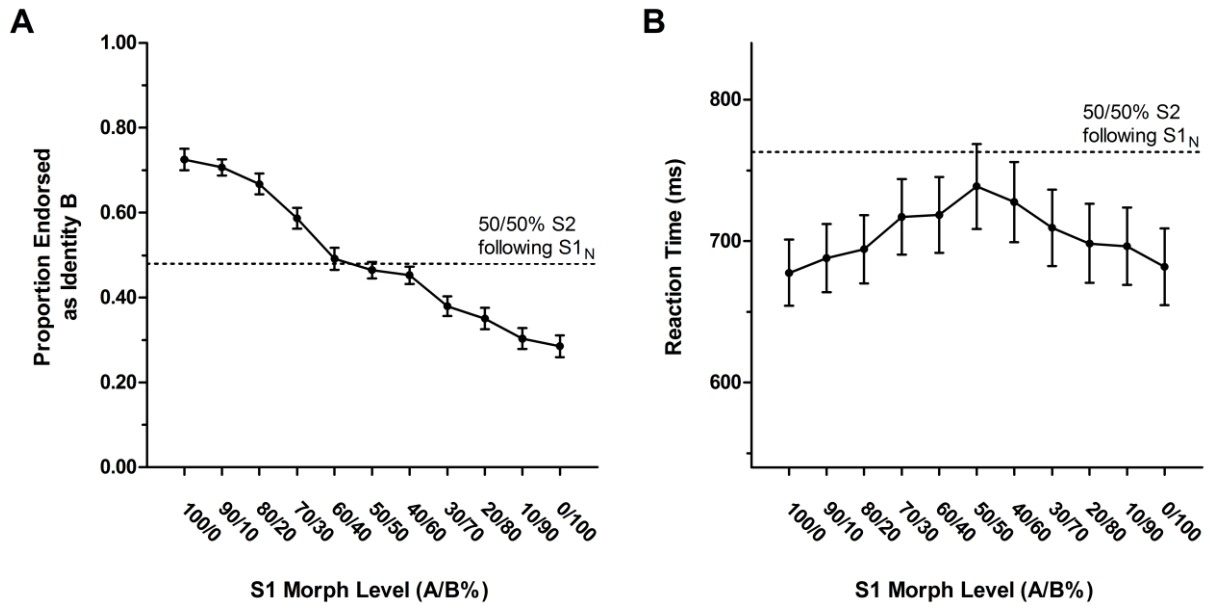 A
Proportion Endorsed
as Identity B
1.00
0.80
0.60
0.40
0.20
0.00
50/50% S2
following S1N
100/0
90/10
80/20
70/30
60/40
50/50
40/60
30/70
20/80
10/90
0/100
S1 Morph Level (A/B%)
B
Reaction Time (ms)
800
700
600
50/50% S2
following S1N
100/0
90/10
80/20
70/30
60/40
50/50
40/60
30/70
20/80
10/90
0/100
S1 Morph Level (A/B%)